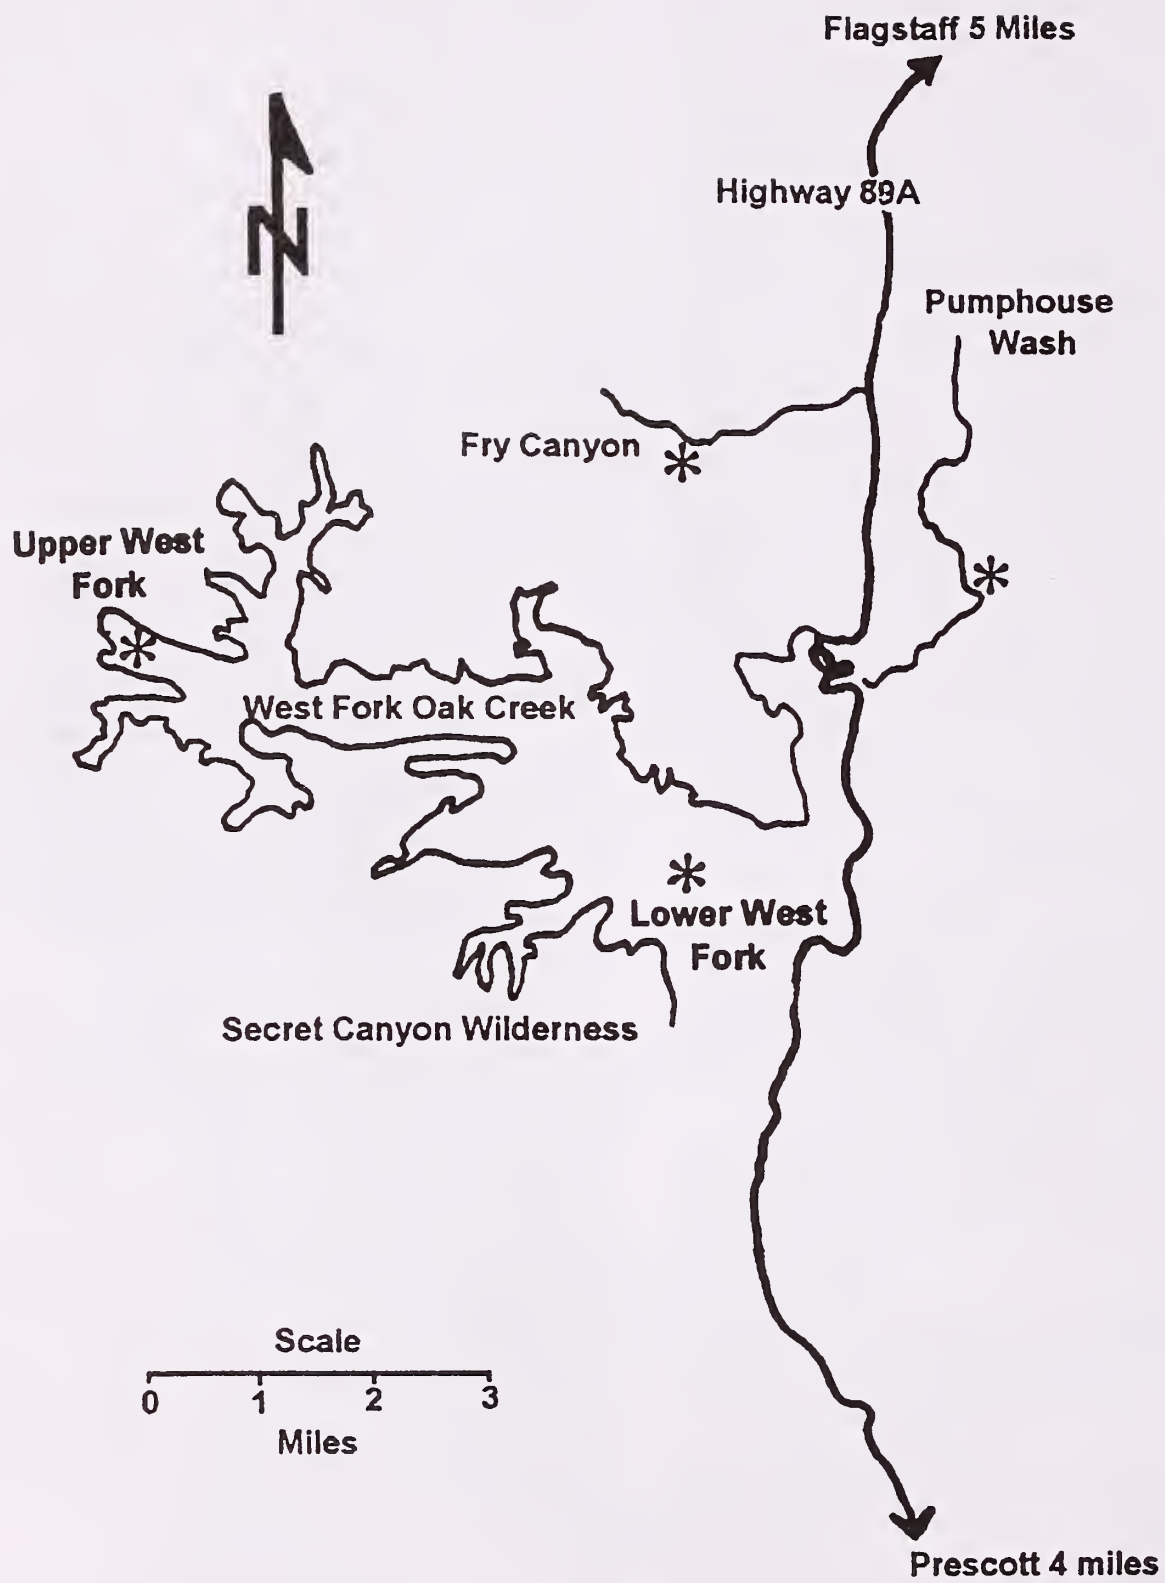 Flagstaff 5 Miles
N
Highway 89A
Pumphouse
Wash
Fry Canyon
Upper West
Fork
West Fork Oak Creek
Lower West
Fork
Secret Canyon Wilderness
Scale
0 1 2 3
Miles
Prescott 4 miles